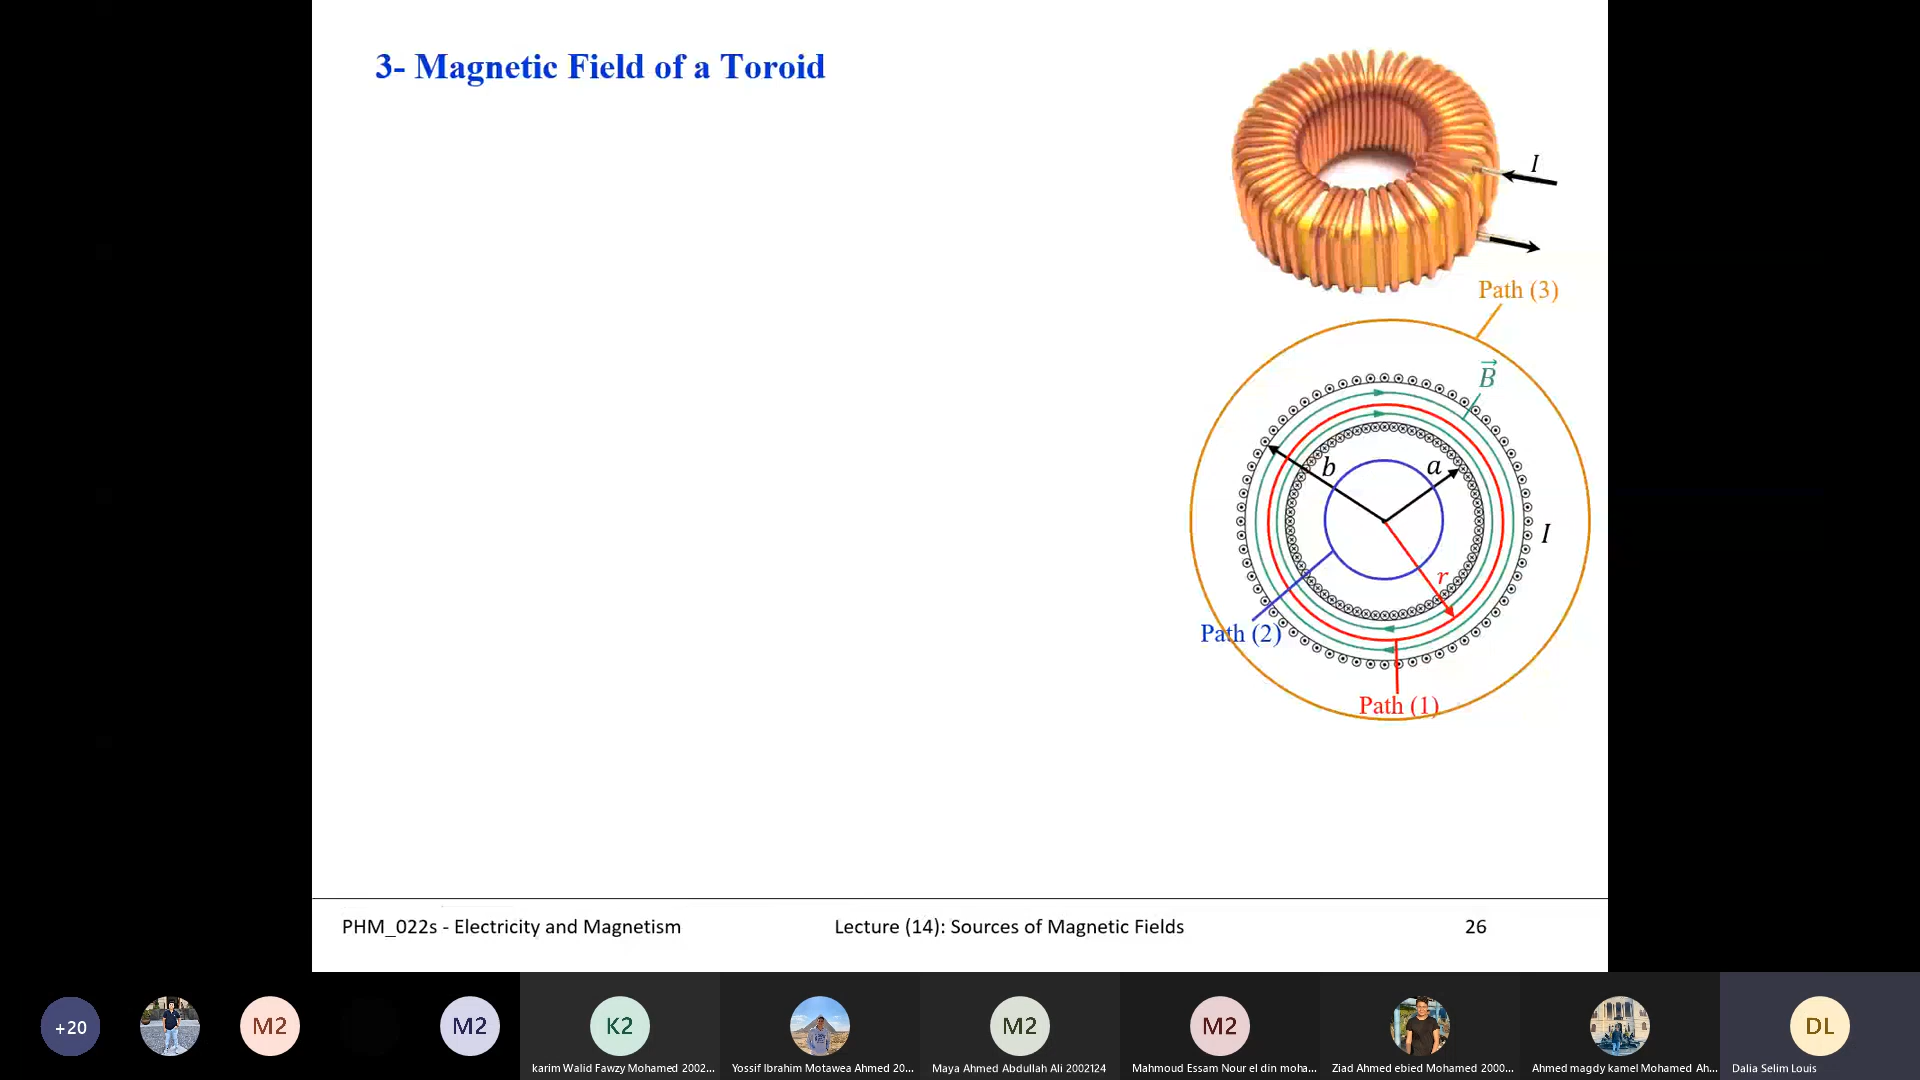 3- Magnetic Field of a Toroid
I
Path (3)
B
b
a
I
r
Path (2)
Path (1)
PHM_022s - Electricity and Magnetism
Lecture (14): Sources of Magnetic Fields
26
+20
M2
M2
K2
M2
M2
DL
karim Walid Fawzy Mohamed 2002...
Yossif Ibrahim Motawea Ahmed 20...
Maya Ahmed Abdullah Ali 2002124
Mahmoud Essam Nour el din moha...
Ziad Ahmed ebied Mohamed 2000...
Ahmed magdy kamel Mohamed Ah...
Dalia Selim Louis